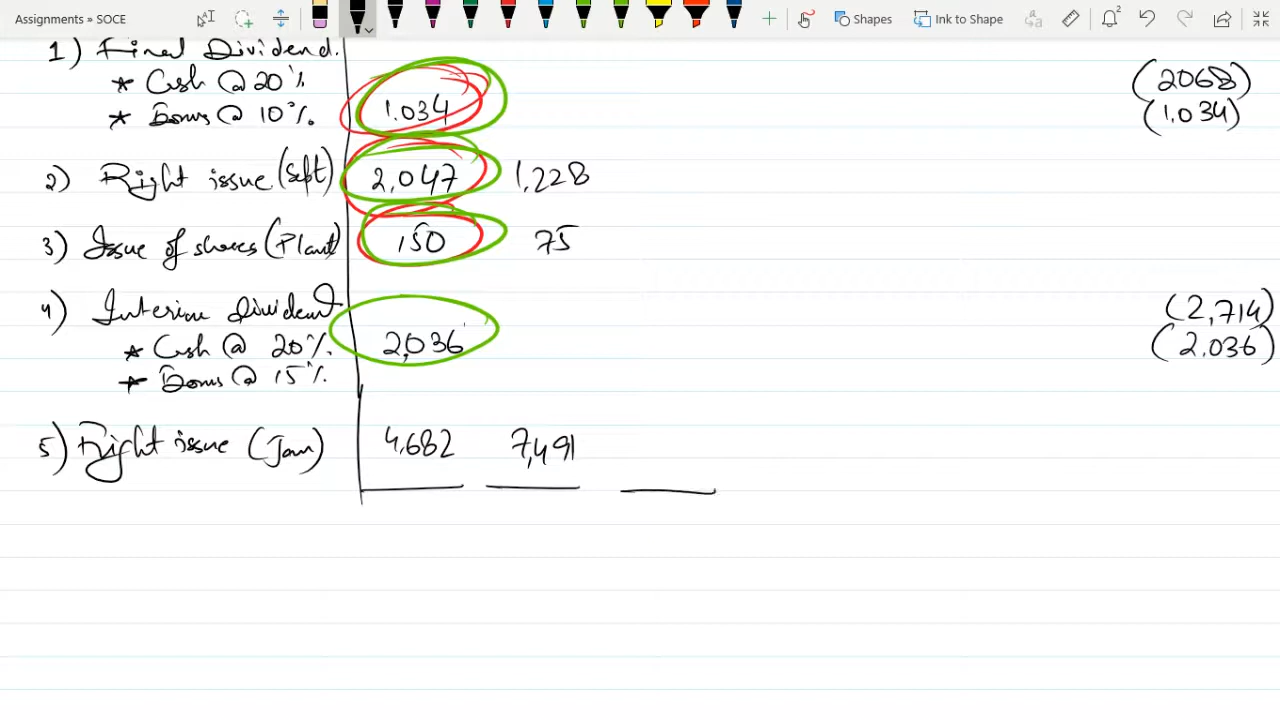 Assignments » SOCE Shapes Ink to Shape
1) Final Dividend.
* Cash @ 20% (2068)
* Bonus @ 10%. 1.034 (1.034)
2) Right issue (Sept) 2,047 1,228
3) Issue of shares (Plant) 150 75
4) Interim dividend (2,714)
* Cash @ 20%. 2,036 (2.036)
* Bonus @ 15%.
5) Right issue (Jan) 4,682 7,491